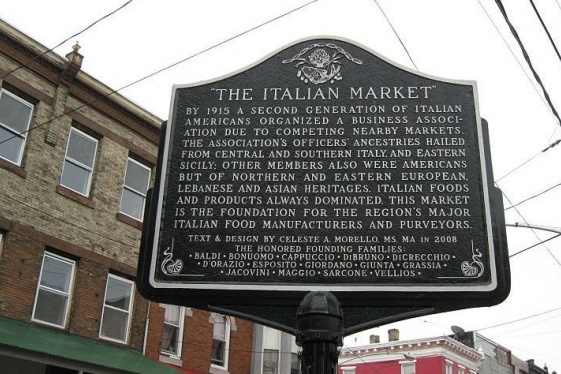 "THE ITALIAN MARKET"
BY 1915 A SECOND GENERATION OF ITALIAN
AMERICANS ORGANIZED A BUSINESS ASSOCI-
ATION DUE TO COMPETING NEARBY MARKETS.
THE ASSOCIATION'S OFFICERS' ANCESTRIES HAILED
FROM CENTRAL AND SOUTHERN ITALY, AND EASTERN
SICILY; OTHER MEMBERS ALSO WERE AMERICANS
BUT OF NORTHERN AND EASTERN EUROPEAN,
LEBANESE AND ASIAN HERITAGES. ITALIAN FOODS
AND PRODUCTS ALWAYS DOMINATED. THIS MARKET
IS THE FOUNDATION FOR THE REGION'S MAJOR
ITALIAN FOOD MANUFACTURERS AND PURVEYORS.
TEXT & DESIGN BY CELESTE A. MORELLO, MS, MA IN 2008
THE HONORED FOUNDING FAMILIES:
•BALDI•BONUOMO•CAPPUCCIO•DIBRUNO•DICRECCHIO•
•D'ORAZIO•ESPOSITO•GIORDANO•GIUNTA•GRASSIA•
•JACOVINI•MAGGIO•SARCONE•VELLIOS•